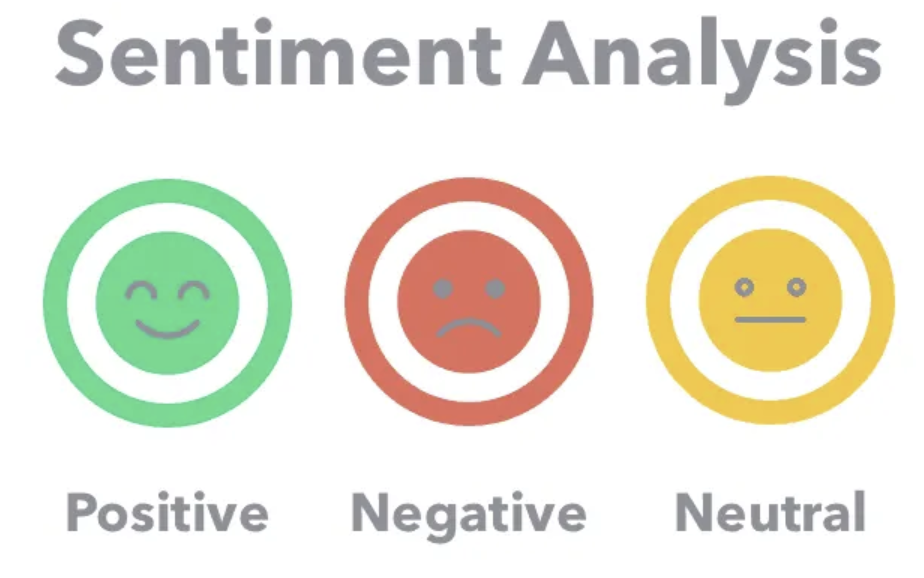 Sentiment Analysis
Positive Negative Neutral